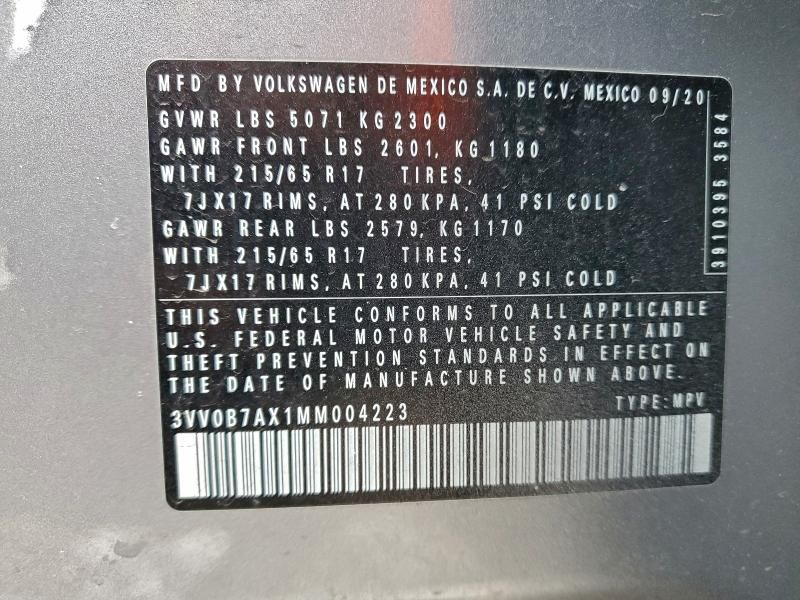 MFD BY VOLKSWAGEN DE MEXICO S.A. DE C.V. MEXICO 09/20
GVWR LBS 5071 KG 2300
GAWR FRONT LBS 2601, KG 1180
WITH 215/65 R17 TIRES,
7JX17 RIMS, AT 280 KPA, 41 PSI COLD
GAWR REAR LBS 2579, KG 1170
WITH 215/65 R17 TIRES,
7JX17 RIMS, AT 280 KPA, 41 PSI COLD
3910395 3584
THIS VEHICLE CONFORMS TO ALL APPLICABLE
U.S. FEDERAL MOTOR VEHICLE SAFETY AND
THEFT PREVENTION STANDARDS IN EFFECT ON
THE DATE OF MANUFACTURE SHOWN ABOVE.
3VV0B7AX1MM004223 TYPE: MPV